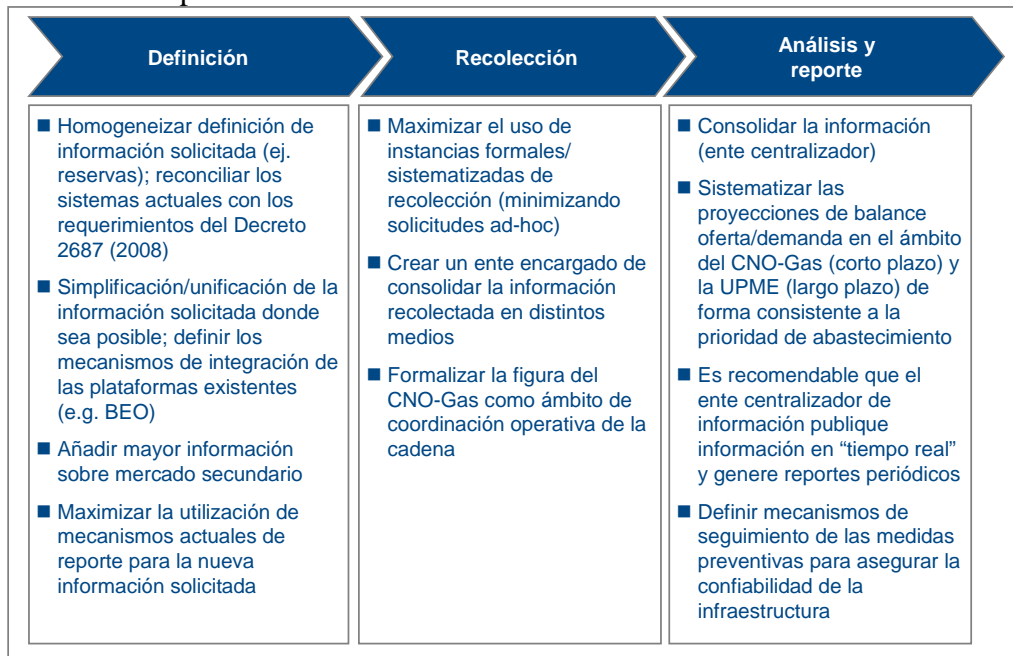 Definición
Recolección
Análisis y
reporte
■ Homogeneizar definición de
información solicitada (ej.
reservas); reconciliar los
sistemas actuales con los
requerimientos del Decreto
2687 (2008)
■ Simplificación/unificación de la
información solicitada donde
sea posible; definir los
mecanismos de integración de
las plataformas existentes
(e.g. BEO)
■ Añadir mayor información
sobre mercado secundario
■ Maximizar la utilización de
mecanismos actuales de
reporte para la nueva
información solicitada
■ Maximizar el uso de
instancias formales/
sistematizadas de
recolección (minimizando
solicitudes ad-hoc)
■ Crear un ente encargado de
consolidar la información
recolectada en distintos
medios
■ Formalizar la figura del
CNO-Gas como ámbito de
coordinación operativa de la
cadena
■ Consolidar la información
(ente centralizador)
■ Sistematizar las
proyecciones de balance
oferta/demanda en el ámbito
del CNO-Gas (corto plazo) y
la UPME (largo plazo) de
forma consistente a la
prioridad de abastecimiento
■ Es recomendable que el
ente centralizador de
información publique
información en “tiempo real”
y genere reportes periódicos
■ Definir mecanismos de
seguimiento de las medidas
preventivas para asegurar la
confiabilidad de la
infraestructura